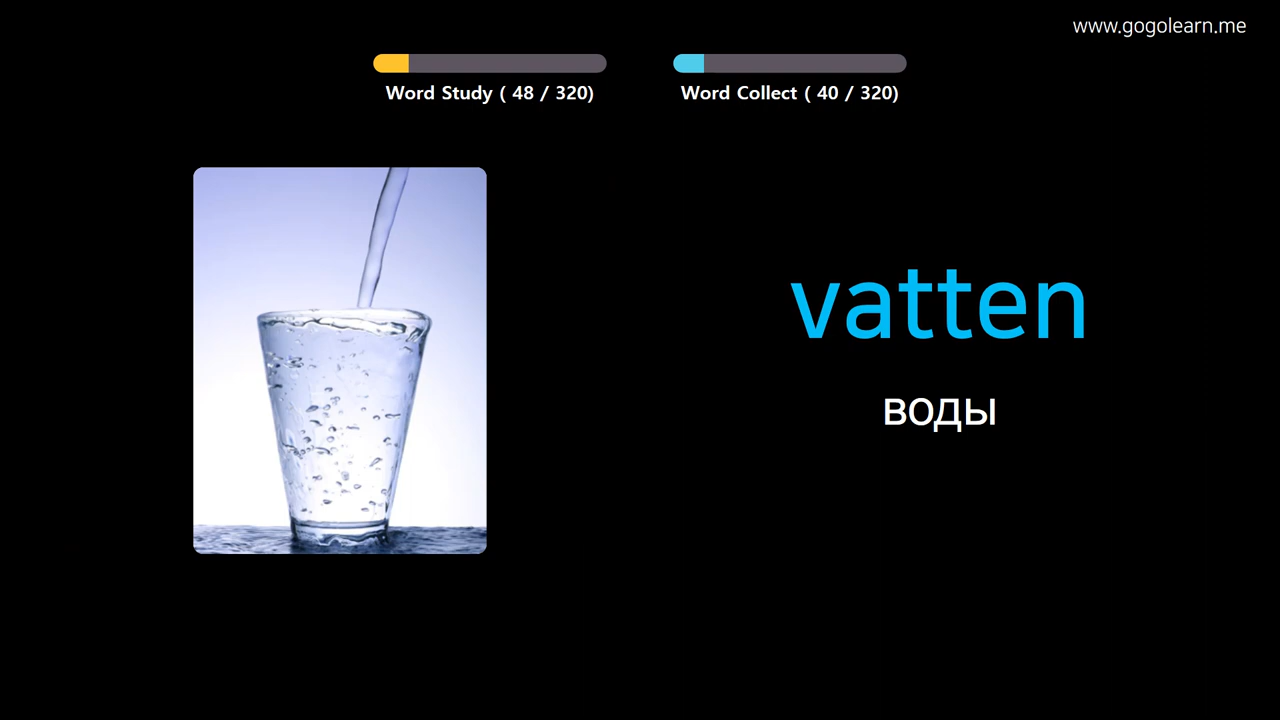 www.gogolearn.me
Word Study ( 48 / 320)
Word Collect ( 40 / 320)
vatten
воды